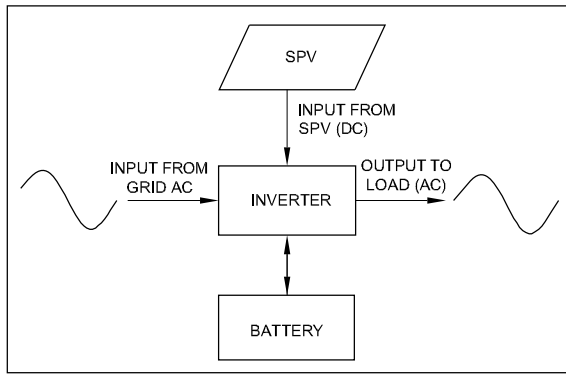 SPV
INPUT FROM
SPV (DC)
INPUT FROM
GRID AC
OUTPUT TO
LOAD (AC)
INVERTER
BATTERY